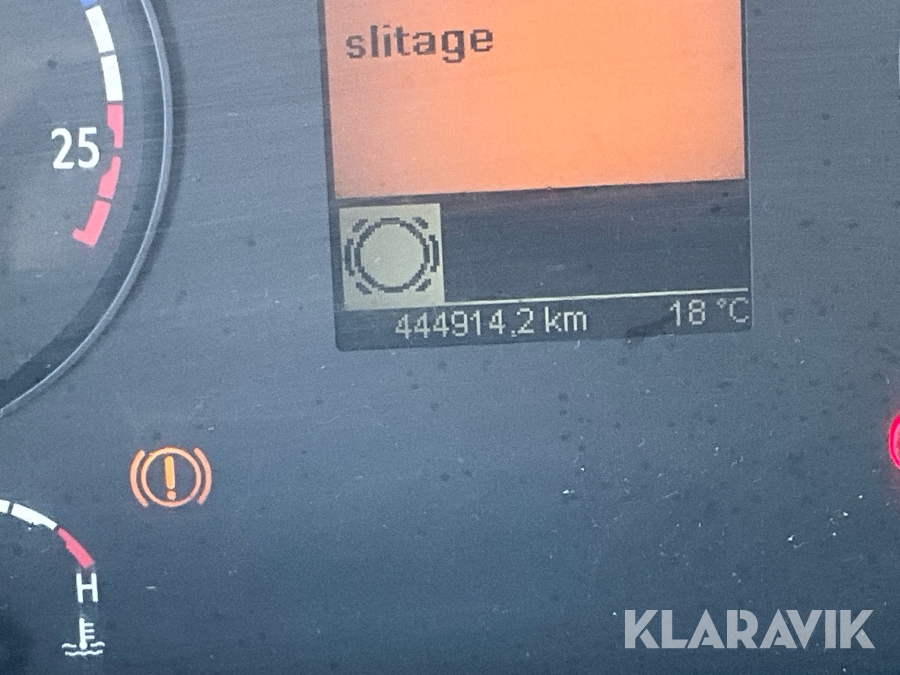 slitage
25
444914,2 km
18 °C
!
H
KLARAVIK